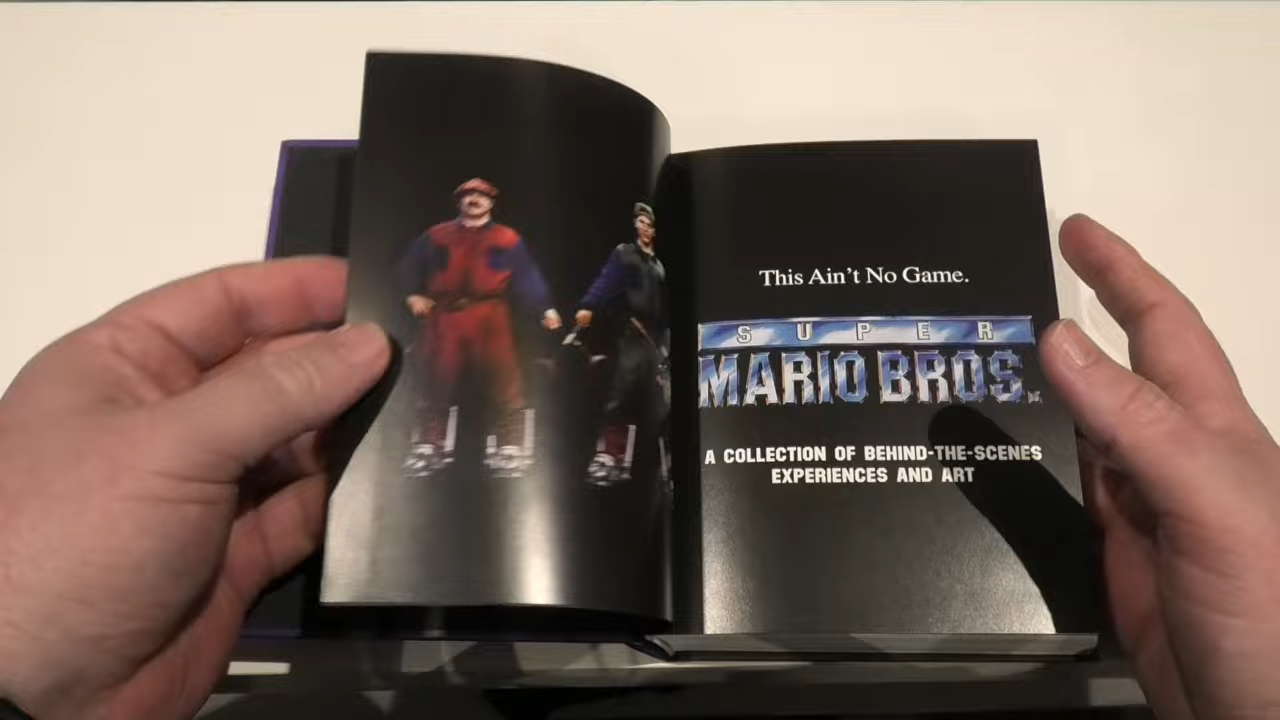 This Ain't No Game.
SUPER
MARIO BROS.
A COLLECTION OF BEHIND-THE-SCENES
EXPERIENCES AND ART